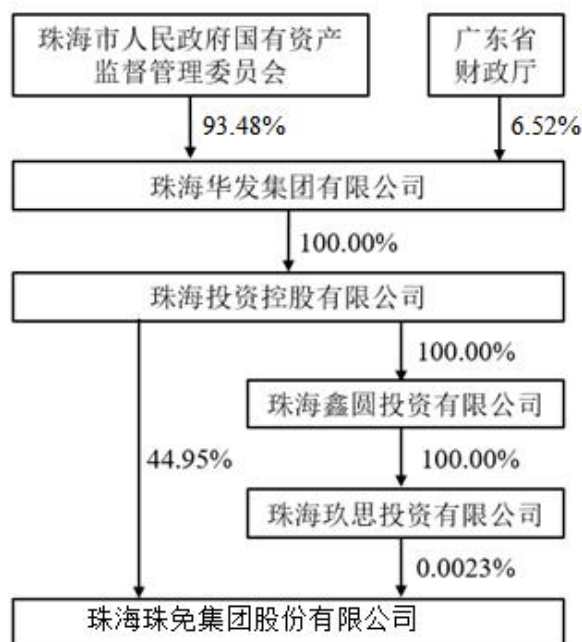 珠海市人民政府国有资产
监督管理委员会
广东省
财政厅
93.48%
6.52%
珠海华发集团有限公司
100.00%
珠海投资控股有限公司
100.00%
珠海鑫圆投资有限公司
44.95%
100.00%
珠海玖思投资有限公司
0.0023%
珠海珠免集团股份有限公司